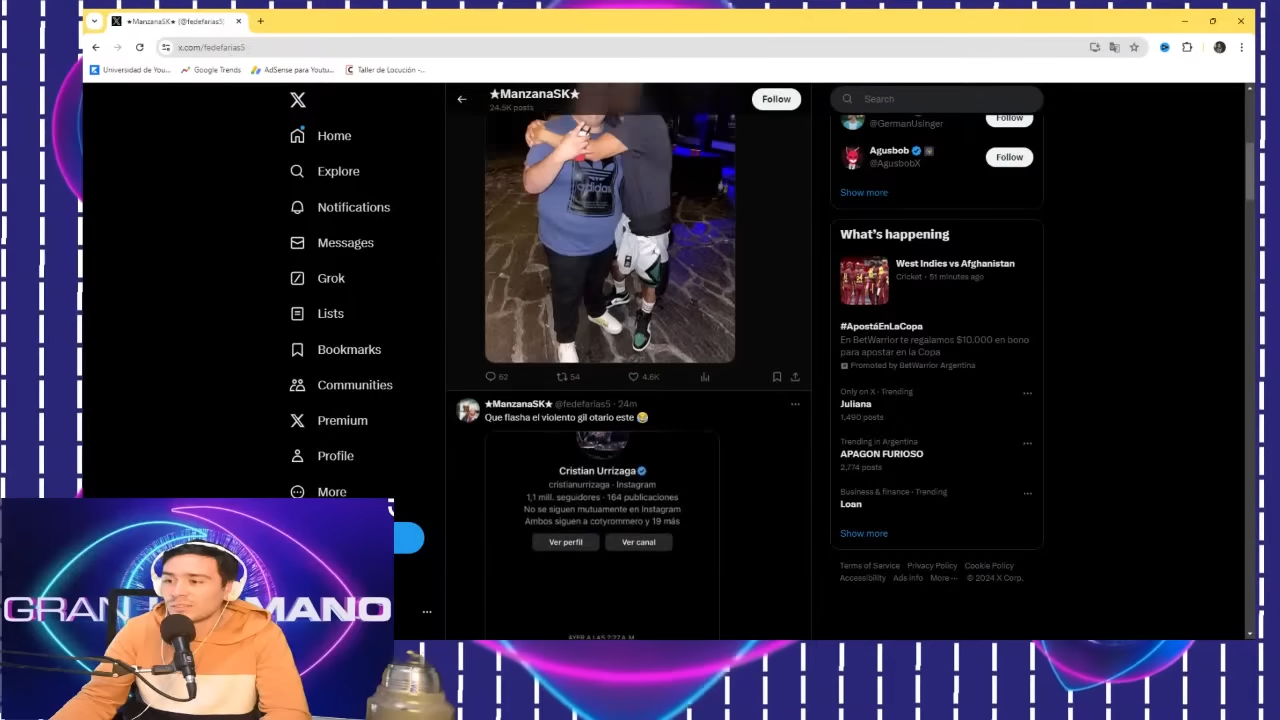 ★ManzanaSK★ (@fedefarias5)
x.com/fedefarias5
Universidad de You...
Google Trends
AdSense para Youtu...
Taller de Locución -...
Home
Explore
Notifications
Messages
Grok
Lists
Bookmarks
Communities
Premium
Profile
More
★ManzanaSK★
24.5K posts
Follow
adidas
62
54
4.6K
★ManzanaSK★ @fedefarias5 · 24m
Que flasha el violento gil otario este 😂
Cristian Urrizaga
cristianurrizaga · Instagram
1,1 mill. seguidores · 164 publicaciones
No se siguen mutuamente en Instagram
Ambos siguen a cotyrommero y 19 más
Ver perfil
Ver canal
Search
@GermanUsinger
Follow
Agusbob
@AgusbobX
Follow
Show more
What's happening
West Indies vs Afghanistan
Cricket · 51 minutes ago
#ApostáEnLaCopa
En BetWarrior te regalamos $10.000 en bono
para apostar en la Copa
Promoted by BetWarrior Argentina
Only on X · Trending
Juliana
1,490 posts
Trending in Argentina
APAGON FURIOSO
2,774 posts
Business & finance · Trending
Loan
Show more
Terms of Service Privacy Policy Cookie Policy
Accessibility Ads info More ··· © 2024 X Corp.
GRAN
MANO